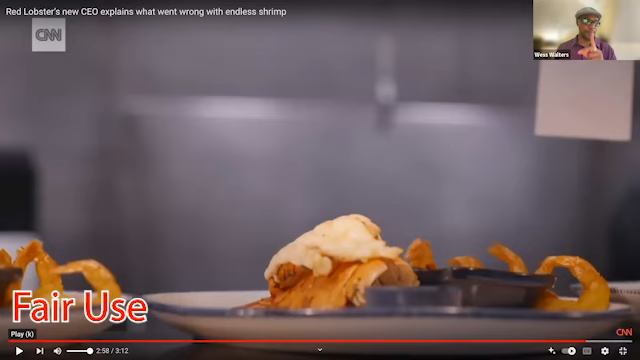 Red Lobster's new CEO explains what went wrong with endless shrimp
CNN
Wess Walters
Fair Use
CNN
Play (k)
2:58 / 3:12